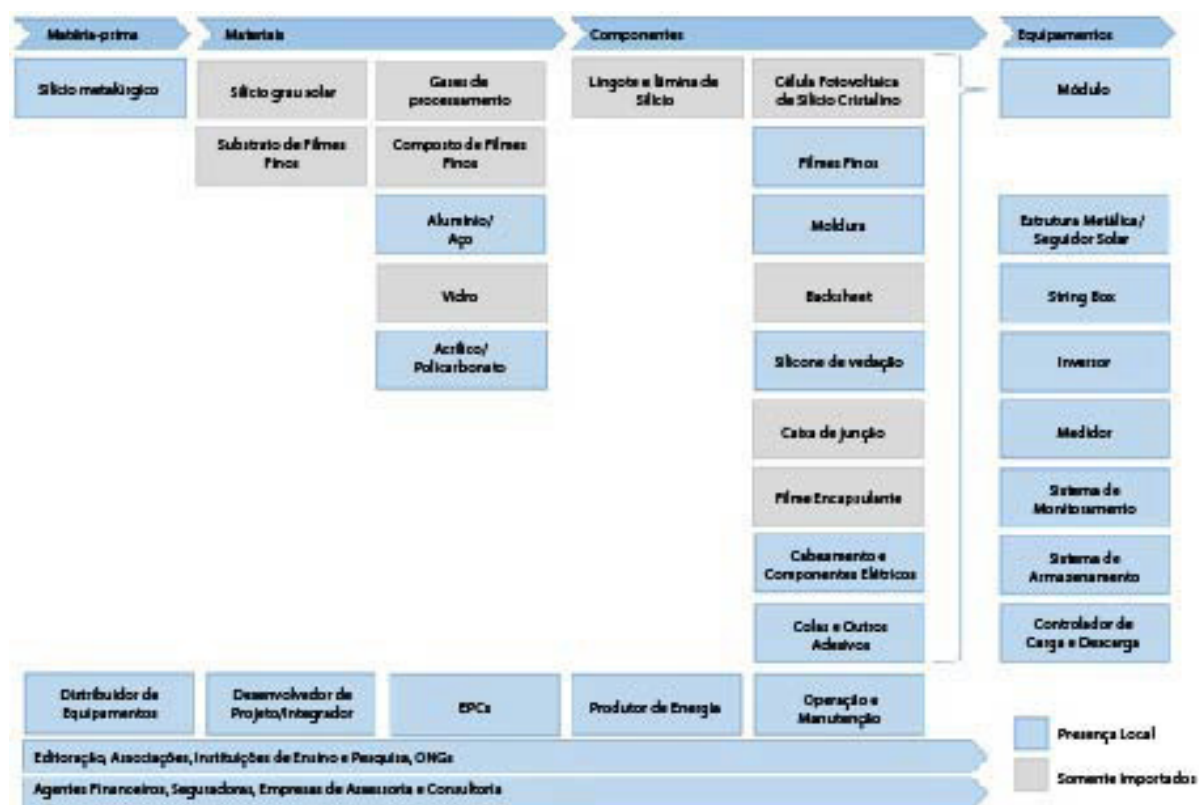 Matéria-prima
Materiais
Componentes
Equipamentos
Silício metalúrgico
Silício grau solar
Gases de
processamento
Lingote e lâmina de
Silício
Célula Fotovoltaica
de Silício Cristalino
Módulo
Substrato de Filmes
Finos
Composto de Filmes
Finos
Filmes Finos
Alumínio/
Aço
Moldura
Estrutura Metálica/
Seguidor Solar
Vidro
Backsheet
String Box
Acrílico/
Policarbonato
Silicone de vedação
Inversor
Caixa de junção
Medidor
Filme Encapsulante
Sistema de
Monitoramento
Cabeamento e
Componentes Elétricos
Sistema de
Armazenamento
Colas e Outros
Adesivos
Controlador de
Carga e Descarga
Distribuidor de
Equipamentos
Desenvolvedor de
Projeto/Integrador
EPCs
Produtor de Energia
Operação e
Manutenção
Presença Local
Somente Importados
Editoração, Associações, Instituições de Ensino e Pesquisa, ONGs
Agentes Financeiros, Seguradoras, Empresas de Assessoria e Consultoria